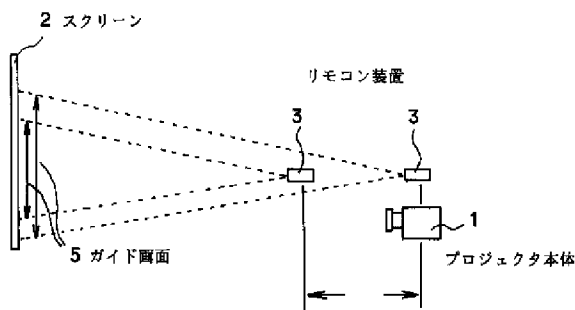 2 スクリーン
リモコン装置
3
3
1
5 ガイド画面
プロジェクタ本体